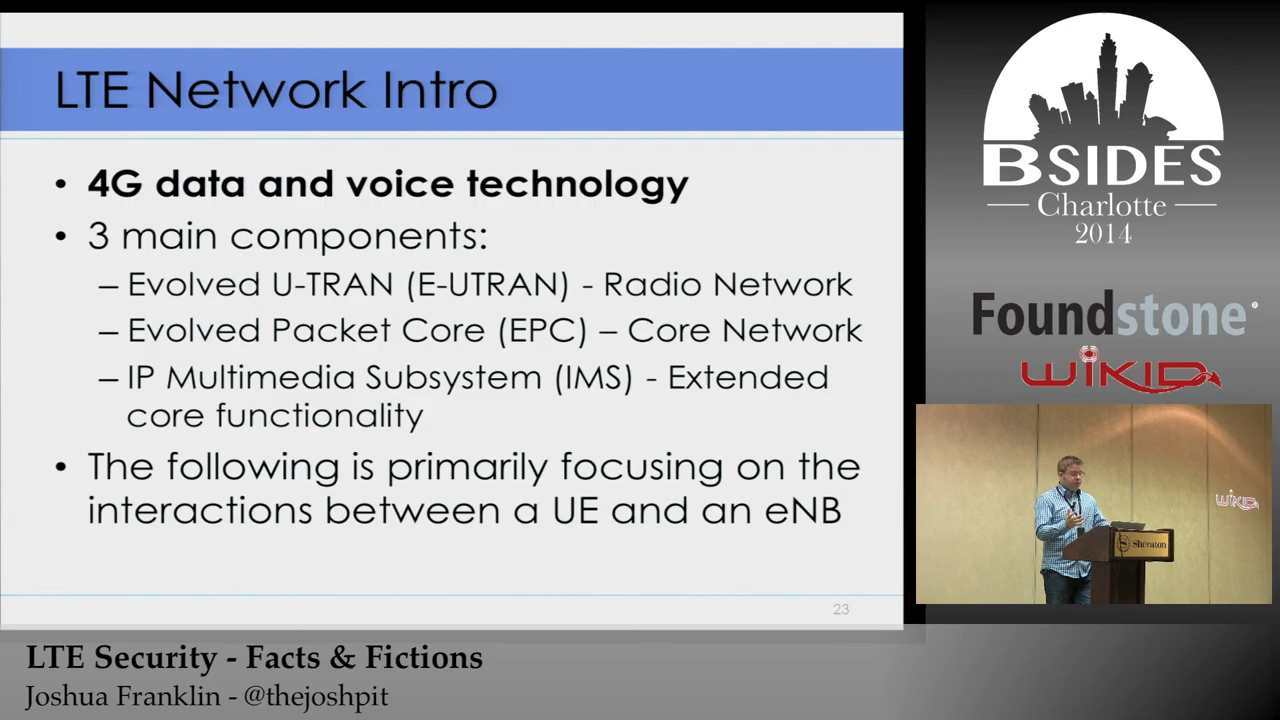 LTE Network Intro
• 4G data and voice technology
• 3 main components:
– Evolved U-TRAN (E-UTRAN) - Radio Network
– Evolved Packet Core (EPC) – Core Network
– IP Multimedia Subsystem (IMS) - Extended
core functionality
• The following is primarily focusing on the
interactions between a UE and an eNB
23
BSIDES
Charlotte
2014
Foundstone
WiKID
WiKID
Sheraton
LTE Security - Facts & Fictions
Joshua Franklin - @thejoshpit